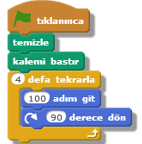 tıklanınca
temizle
kalemi bastır
4 defa tekrarla
100 adım git
90 derece dön